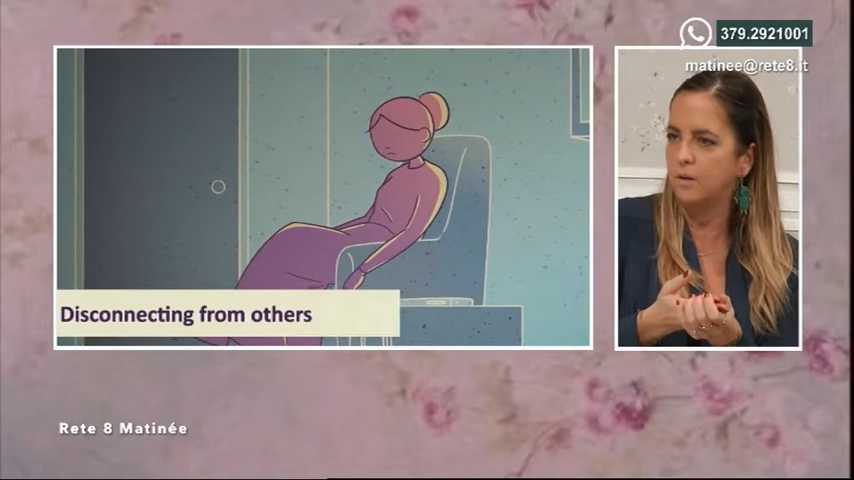 379.2921001
matinee@rete8.it
Disconnecting from others
Rete 8 Matinée